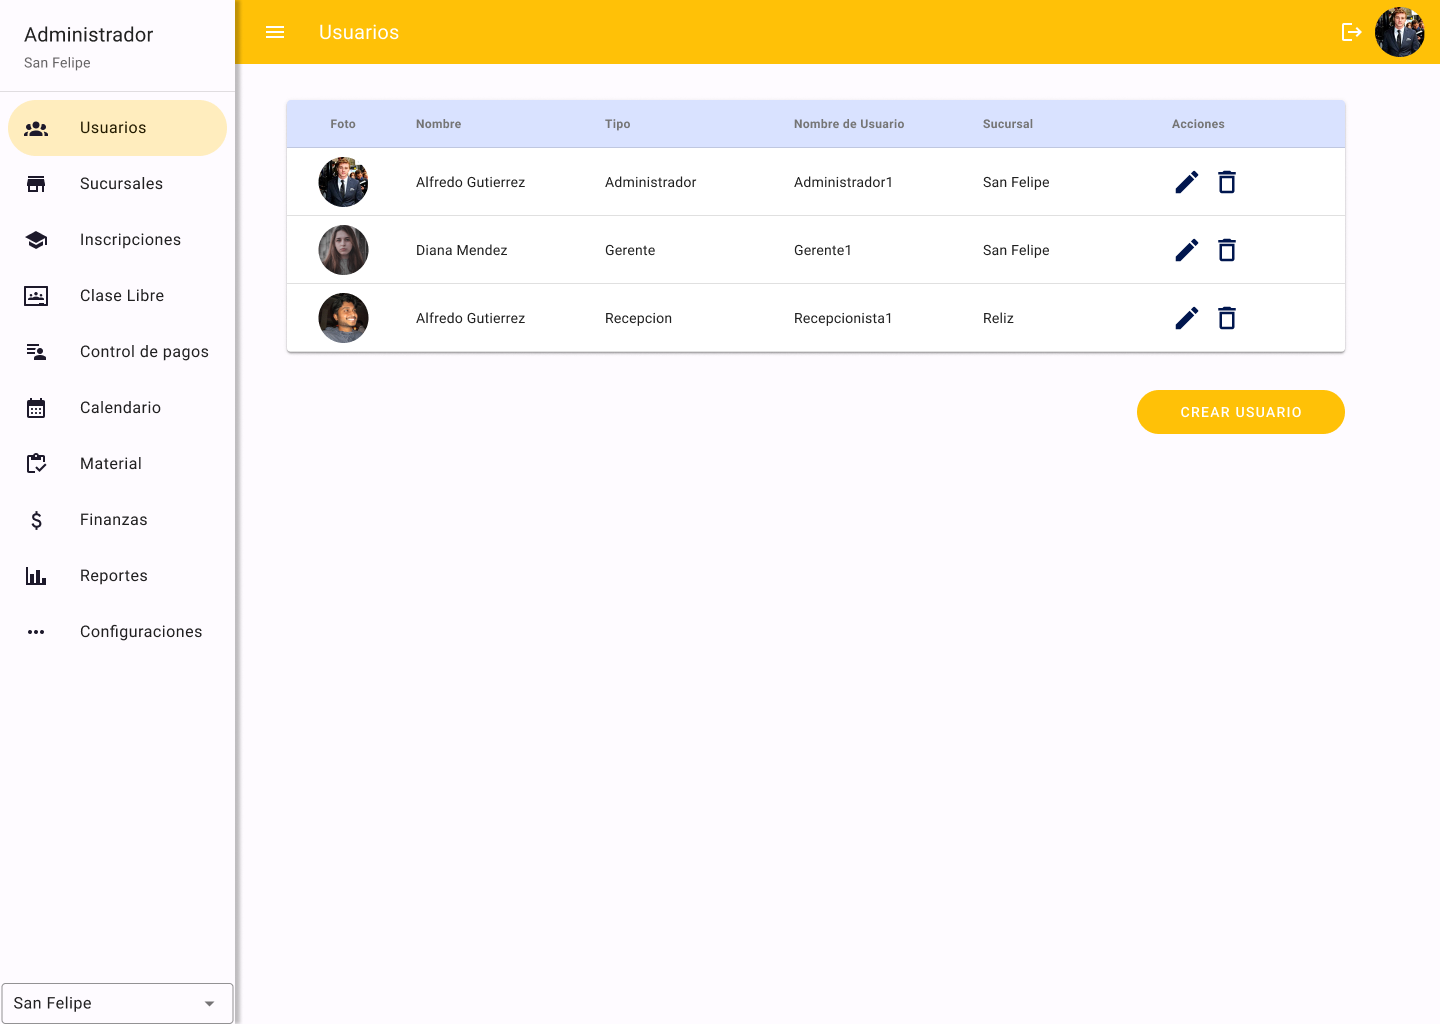 Administrador
San Felipe
Usuarios
Sucursales
Inscripciones
Clase Libre
Control de pagos
Calendario
Material
Finanzas
Reportes
Configuraciones
San Felipe
Usuarios
Foto Nombre Tipo Nombre de Usuario Sucursal Acciones
Alfredo Gutierrez Administrador Administrador1 San Felipe
Diana Mendez Gerente Gerente1 San Felipe
Alfredo Gutierrez Recepcion Recepcionista1 Reliz
CREAR USUARIO